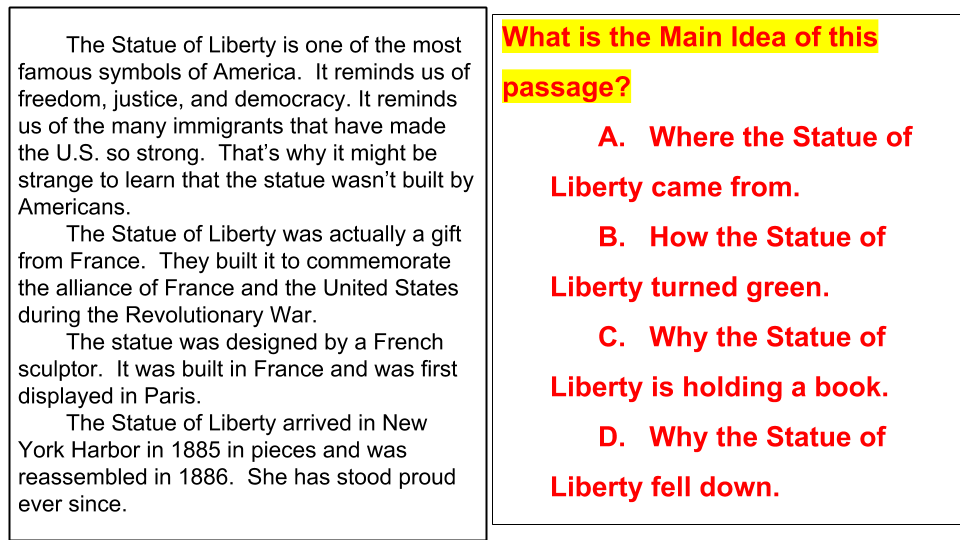 The Statue of Liberty is one of the most
famous symbols of America.  It reminds us of
freedom, justice, and democracy. It reminds
us of the many immigrants that have made
the U.S. so strong.  That’s why it might be
strange to learn that the statue wasn’t built by
Americans.
The Statue of Liberty was actually a gift
from France.  They built it to commemorate
the alliance of France and the United States
during the Revolutionary War.
The statue was designed by a French
sculptor.  It was built in France and was first
displayed in Paris.
The Statue of Liberty arrived in New
York Harbor in 1885 in pieces and was
reassembled in 1886.  She has stood proud
ever since.
What is the Main Idea of this
passage?
A. Where the Statue of
Liberty came from.
B. How the Statue of
Liberty turned green.
C. Why the Statue of
Liberty is holding a book.
D. Why the Statue of
Liberty fell down.